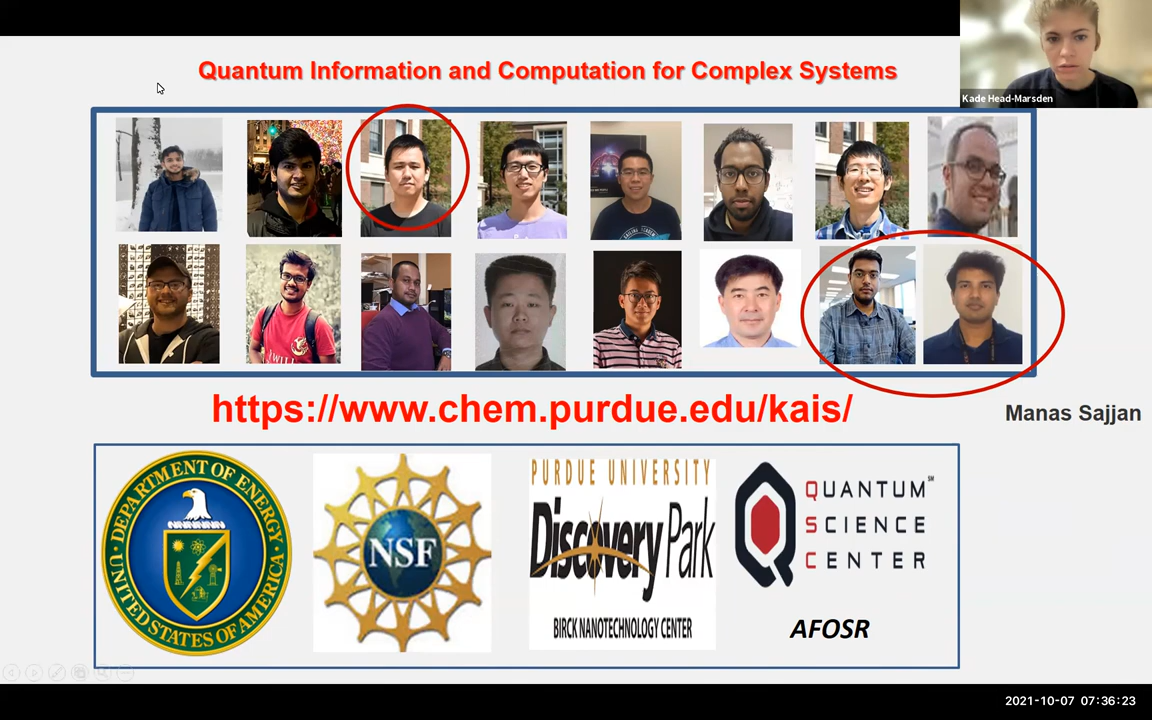 Quantum Information and Computation for Complex Systems
Kade Head-Marsden
https://www.chem.purdue.edu/kais/
Manas Sajjan
DEPARTMENT OF ENERGY
UNITED STATES OF AMERICA
NSF
PURDUE UNIVERSITY
Discovery Park
BIRCK NANOTECHNOLOGY CENTER
QUANTUM SM
SCIENCE
CENTER
AFOSR
2021-10-07 07:36:23